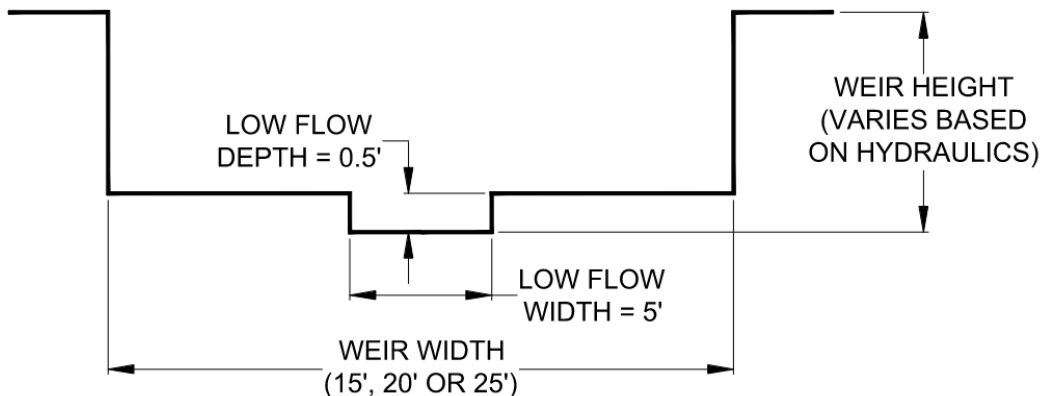 LOW FLOW
DEPTH = 0.5'
WEIR HEIGHT
(VARIES BASED
ON HYDRAULICS)
LOW FLOW
WIDTH = 5'
WEIR WIDTH
(15', 20' OR 25')